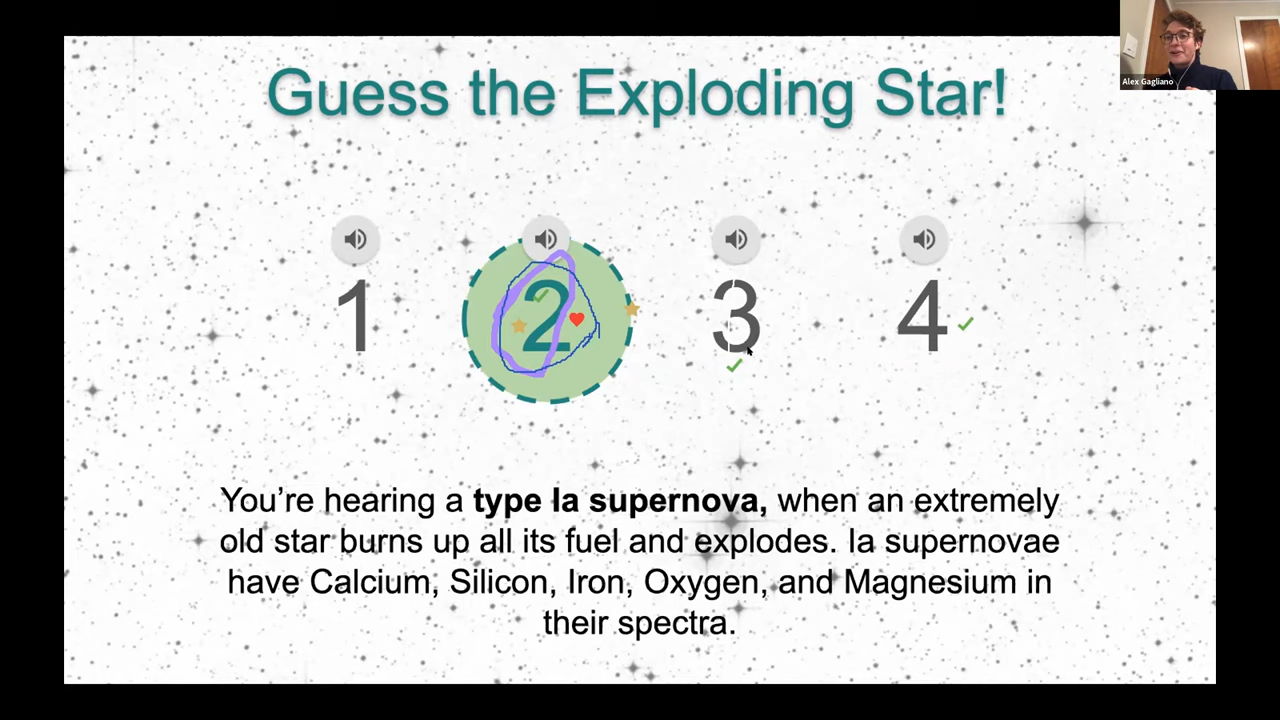 Alex Gagliano
Guess the Exploding Star!
1 2 3 4
You're hearing a type Ia supernova, when an extremely
old star burns up all its fuel and explodes. Ia supernovae
have Calcium, Silicon, Iron, Oxygen, and Magnesium in
their spectra.